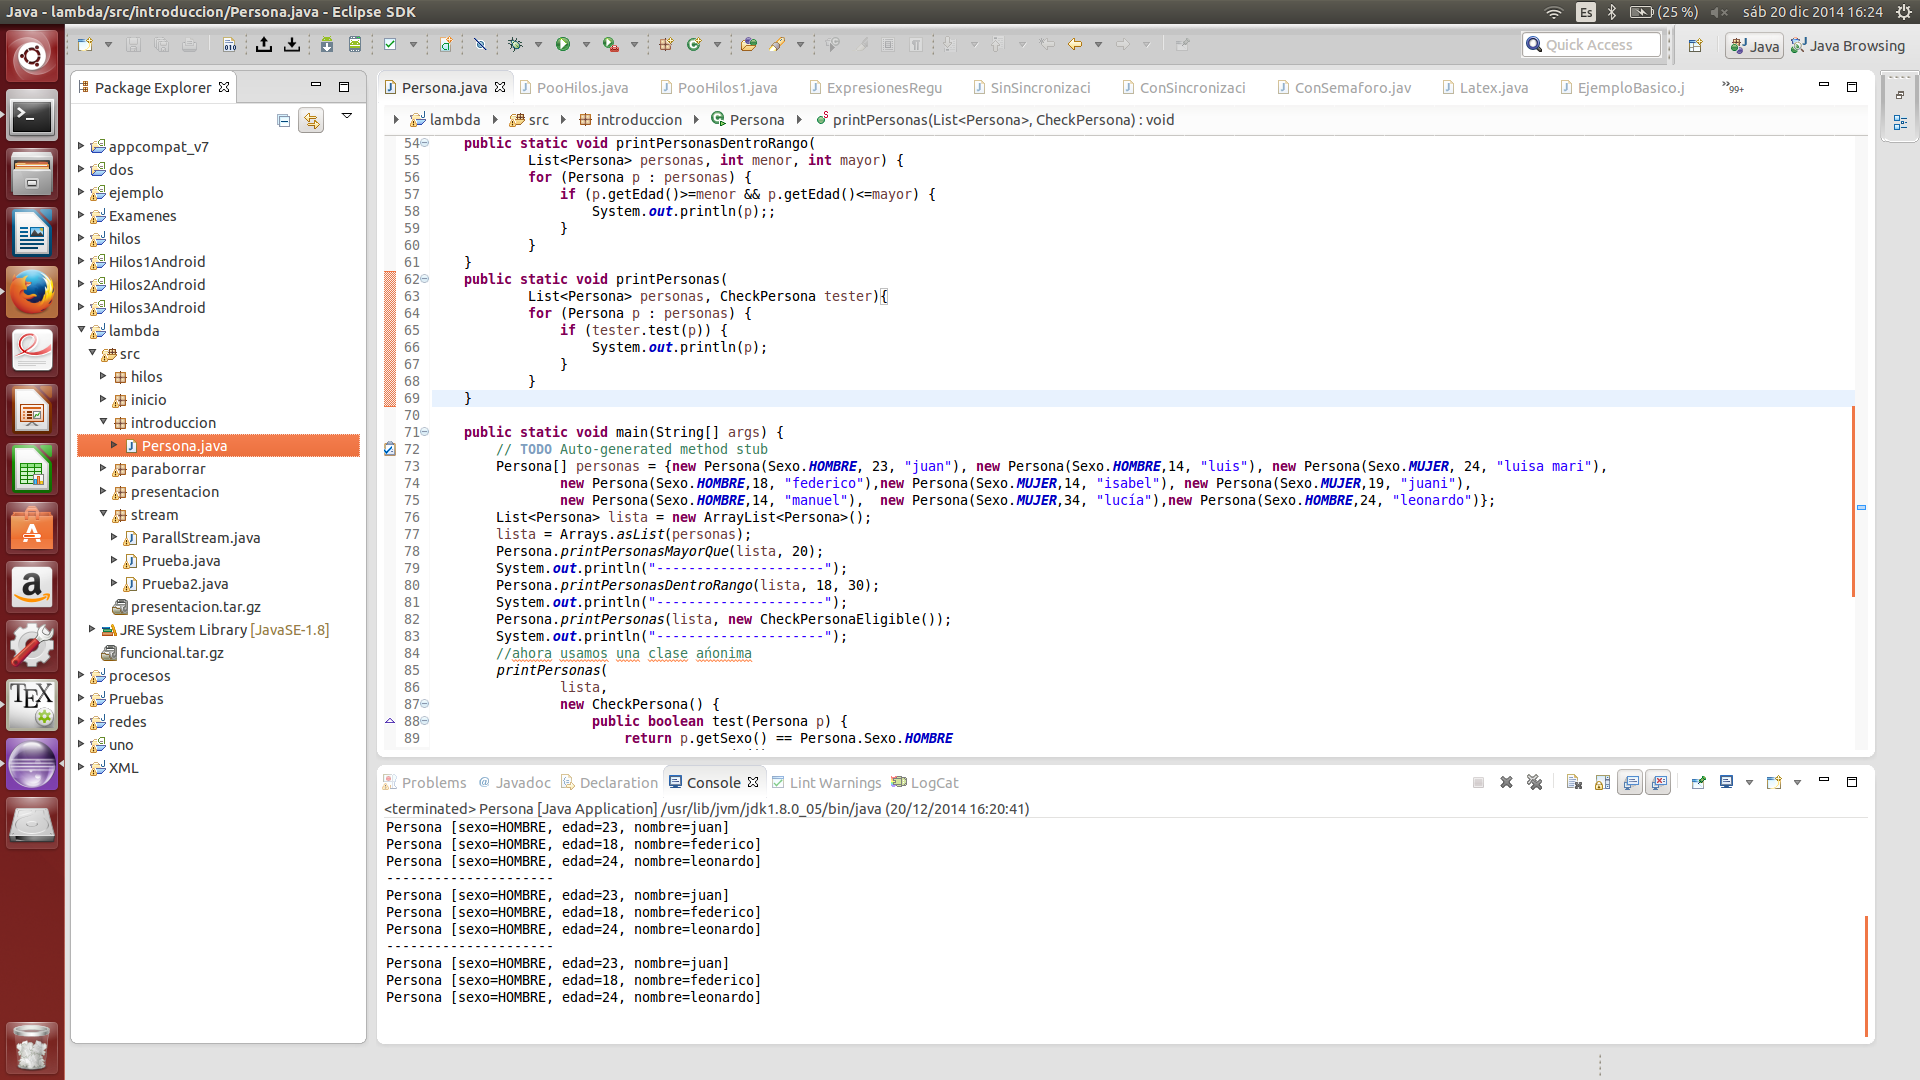 Java - lambda/src/introduccion/Persona.java - Eclipse SDK
Es (25 %) sáb 20 dic 2014 16:24
Quick Access Java Java Browsing
Package Explorer
Persona.java PooHilos.java PooHilos1.java ExpresionesRegu SinSincronizaci ConSincronizaci ConSemaforo.jav Latex.java EjemploBasico.j 99+
lambda src introduccion Persona printPersonas(List<Persona>, CheckPersona) : void
appcompat_v7
dos
ejemplo
Examenes
hilos
Hilos1Android
Hilos2Android
Hilos3Android
lambda
src
hilos
inicio
introduccion
Persona.java
paraborrar
presentacion
stream
ParallStream.java
Prueba.java
Prueba2.java
presentacion.tar.gz
JRE System Library [JavaSE-1.8]
funcional.tar.gz
procesos
Pruebas
redes
uno
XML
54 public static void printPersonasDentroRango(
55 List<Persona> personas, int menor, int mayor) {
56 for (Persona p : personas) {
57 if (p.getEdad()>=menor && p.getEdad()<=mayor) {
58 System.out.println(p);;
59 }
60 }
61 }
62 public static void printPersonas(
63 List<Persona> personas, CheckPersona tester){
64 for (Persona p : personas) {
65 if (tester.test(p)) {
66 System.out.println(p);
67 }
68 }
69 }
70
71 public static void main(String[] args) {
72 // TODO Auto-generated method stub
73 Persona[] personas = {new Persona(Sexo.HOMBRE, 23, "juan"), new Persona(Sexo.HOMBRE,14, "luis"), new Persona(Sexo.MUJER, 24, "luisa mari"),
74 new Persona(Sexo.HOMBRE,18, "federico"),new Persona(Sexo.MUJER,14, "isabel"), new Persona(Sexo.MUJER,19, "juani"),
75 new Persona(Sexo.HOMBRE,14, "manuel"),  new Persona(Sexo.MUJER,34, "lucía"),new Persona(Sexo.HOMBRE,24, "leonardo")};
76 List<Persona> lista = new ArrayList<Persona>();
77 lista = Arrays.asList(personas);
78 Persona.printPersonasMayorQue(lista, 20);
79 System.out.println("---------------------");
80 Persona.printPersonasDentroRango(lista, 18, 30);
81 System.out.println("---------------------");
82 Persona.printPersonas(lista, new CheckPersonaEligible());
83 System.out.println("---------------------");
84 //ahora usamos una clase ańonima
85 printPersonas(
86 lista,
87 new CheckPersona() {
88 public boolean test(Persona p) {
89 return p.getSexo() == Persona.Sexo.HOMBRE
Problems Javadoc Declaration Console Lint Warnings LogCat
<terminated> Persona [Java Application] /usr/lib/jvm/jdk1.8.0_05/bin/java (20/12/2014 16:20:41)
Persona [sexo=HOMBRE, edad=23, nombre=juan]
Persona [sexo=HOMBRE, edad=18, nombre=federico]
Persona [sexo=HOMBRE, edad=24, nombre=leonardo]
---------------------
Persona [sexo=HOMBRE, edad=23, nombre=juan]
Persona [sexo=HOMBRE, edad=18, nombre=federico]
Persona [sexo=HOMBRE, edad=24, nombre=leonardo]
---------------------
Persona [sexo=HOMBRE, edad=23, nombre=juan]
Persona [sexo=HOMBRE, edad=18, nombre=federico]
Persona [sexo=HOMBRE, edad=24, nombre=leonardo]
TEX